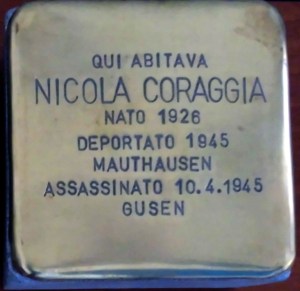 QUI ABITAVA
NICOLA CORAGGIA
NATO 1926
DEPORTATO 1945
MAUTHAUSEN
ASSASSINATO 10.4.1945
GUSEN